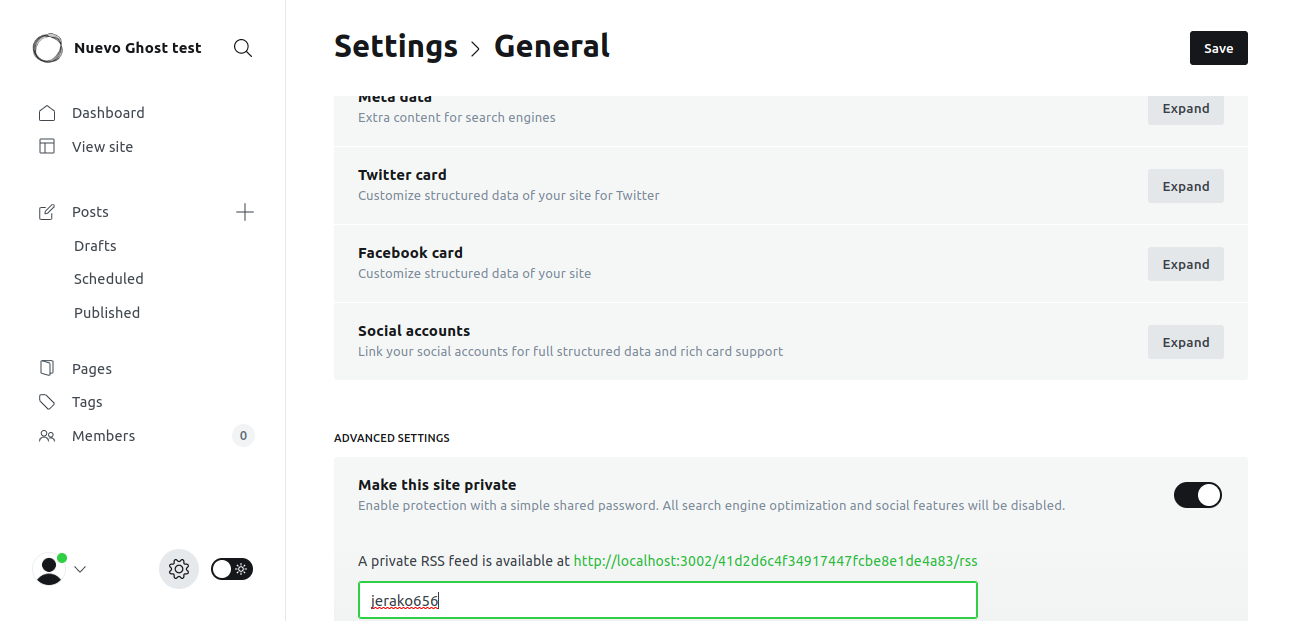 Nuevo Ghost test
Dashboard
View site
Posts
Drafts
Scheduled
Published
Pages
Tags
Members 0
Settings > General
Save
Meta data
Extra content for search engines
Expand
Twitter card
Customize structured data of your site for Twitter
Expand
Facebook card
Customize structured data of your site
Expand
Social accounts
Link your social accounts for full structured data and rich card support
Expand
ADVANCED SETTINGS
Make this site private
Enable protection with a simple shared password. All search engine optimization and social features will be disabled.
A private RSS feed is available at http://localhost:3002/41d2d6c4f34917447fcbe8e1de4a83/rss
jerako656